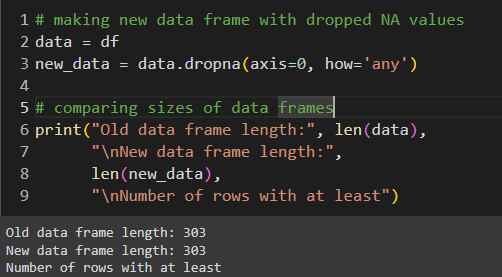 1 # making new data frame with dropped NA values
2 data = df
3 new_data = data.dropna(axis=0, how='any')
4
5 # comparing sizes of data frames
6 print("Old data frame length:", len(data),
7       "\nNew data frame length:",
8       len(new_data),
9       "\nNumber of rows with at least")
Old data frame length: 303
New data frame length: 303
Number of rows with at least